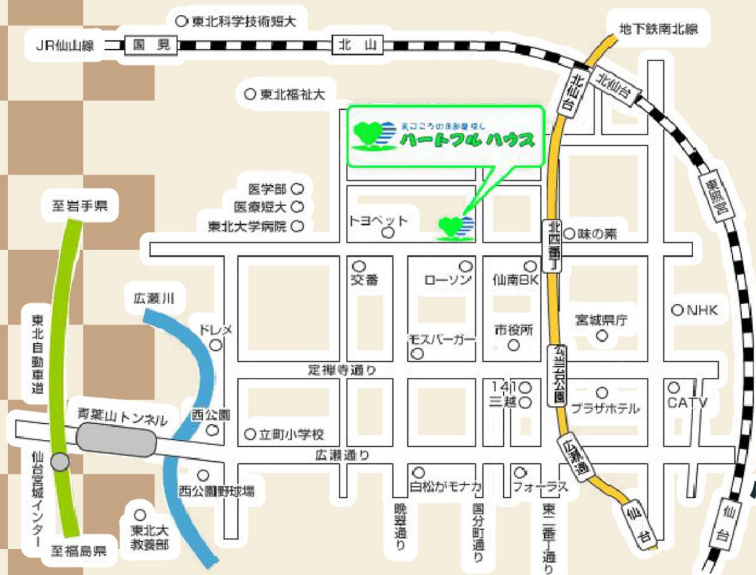 東北科学技術短大
地下鉄南北線
JR仙山線
国見
北山
北仙台
北仙台
東北福祉大
まごころのお部屋探し
ハートフル ハウス
東照宮
医学部
医療短大
東北大学病院
トヨペット
北四番丁
味の素
至岩手県
交番
ローソン
仙南BK
広瀬川
NHK
東北自動車道
ドレメ
モスバーガー
市役所
宮城県庁
定禅寺通り
勾当台公園
141
三越
プラザホテル
CATV
青葉山トンネル
西公園
立町小学校
広瀬通り
広瀬通
仙台宮城インター
西公園野球場
白松がモナカ
フォーラス
東北大
教養部
晩翠通り
国分町通り
東二番丁通り
仙台
仙台
至福島県